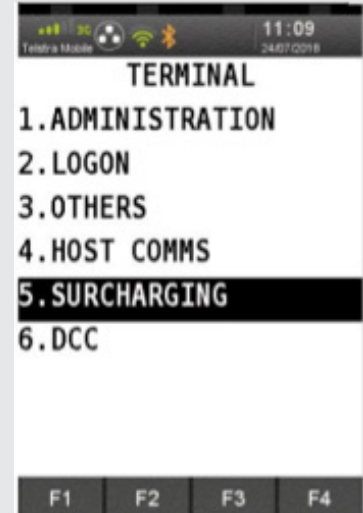 3G 11:09
Telstra Mobile 24/07/2018
TERMINAL
1.ADMINISTRATION
2.LOGON
3.OTHERS
4.HOST COMMS
5.SURCHARGING
6.DCC
F1 F2 F3 F4